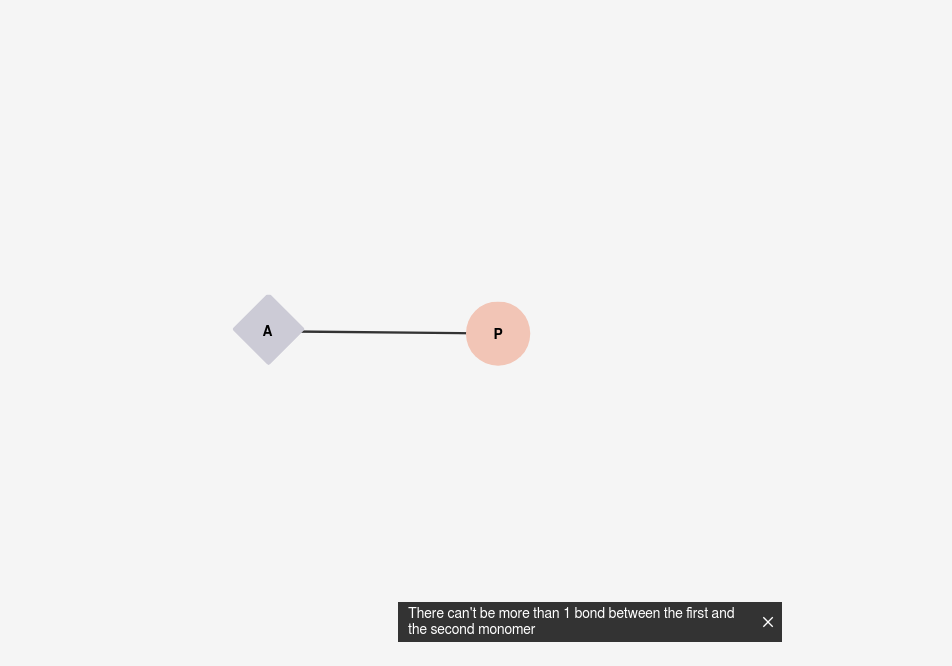 A
P
There can't be more than 1 bond between the first and
the second monomer